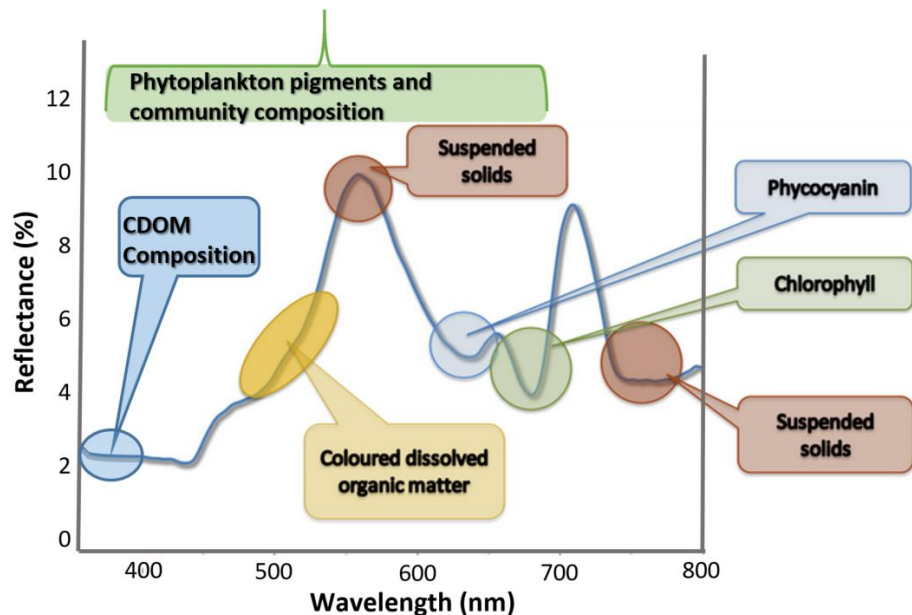 Phytoplankton pigments and
community composition
12
10
8
6
4
2
0
Reflectance (%)
Suspended
solids
Phycocyanin
CDOM
Composition
Chlorophyll
Coloured dissolved
organic matter
Suspended
solids
400
500
600
700
800
Wavelength (nm)